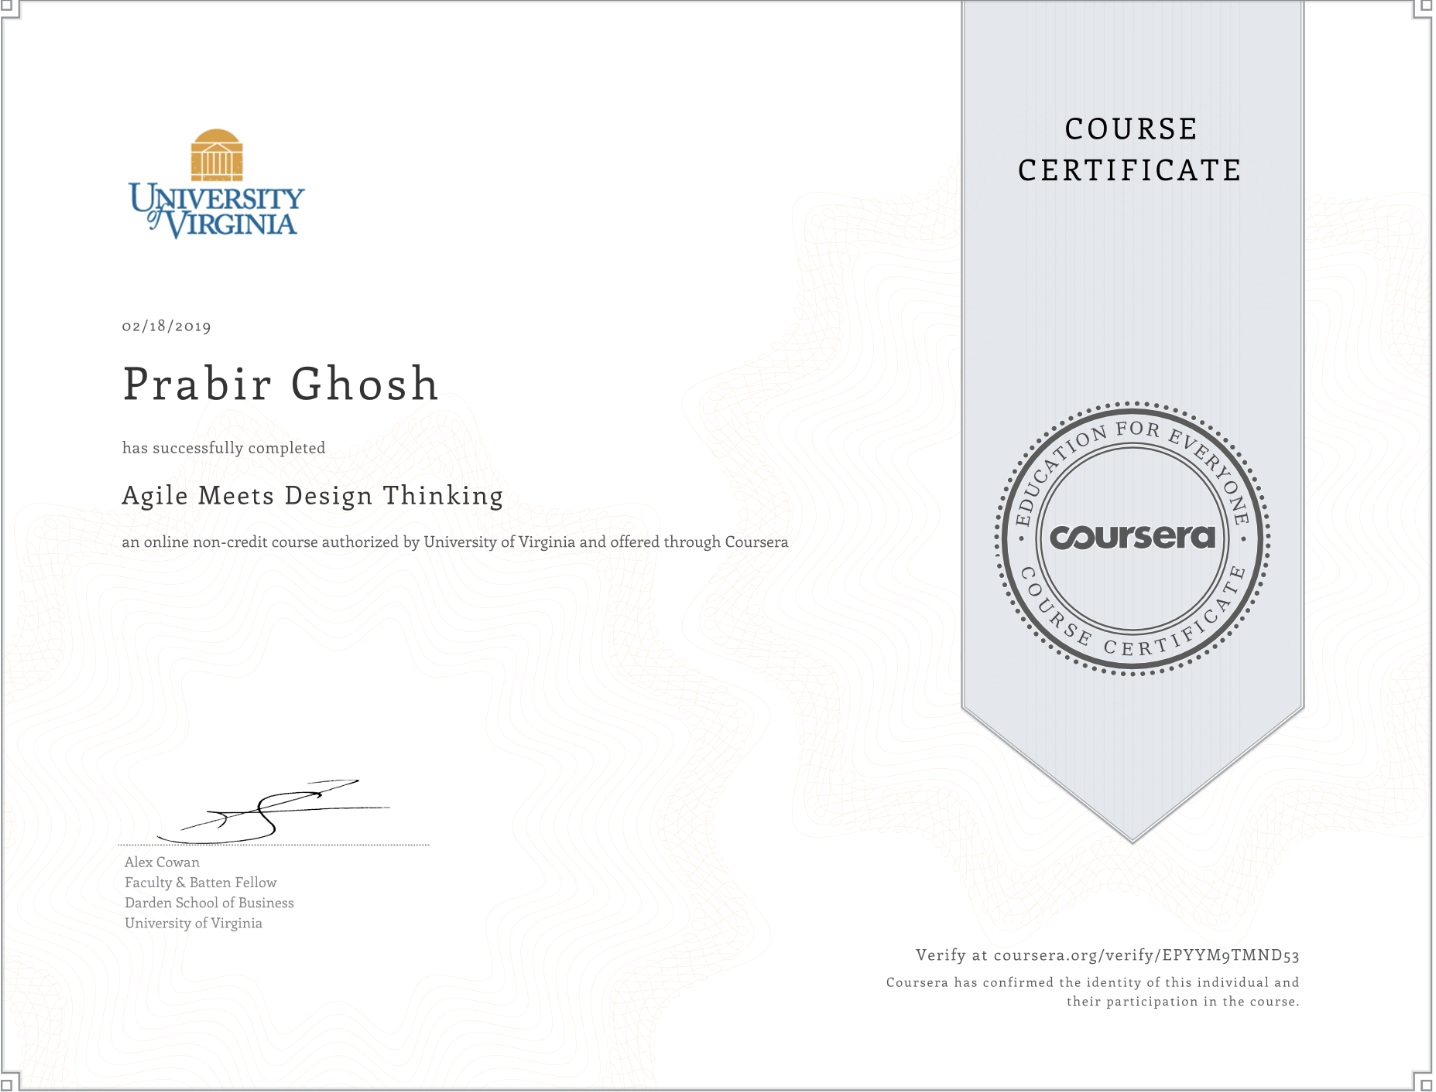 COURSE
CERTIFICATE
UNIVERSITY
of VIRGINIA
02/18/2019
Prabir Ghosh
has successfully completed
Agile Meets Design Thinking
an online non-credit course authorized by University of Virginia and offered through Coursera
EDUCATION FOR EVERYONE
coursera
COURSE CERTIFICATE
Alex Cowan
Faculty & Batten Fellow
Darden School of Business
University of Virginia
Verify at coursera.org/verify/EPYYM9TMND53
Coursera has confirmed the identity of this individual and
their participation in the course.